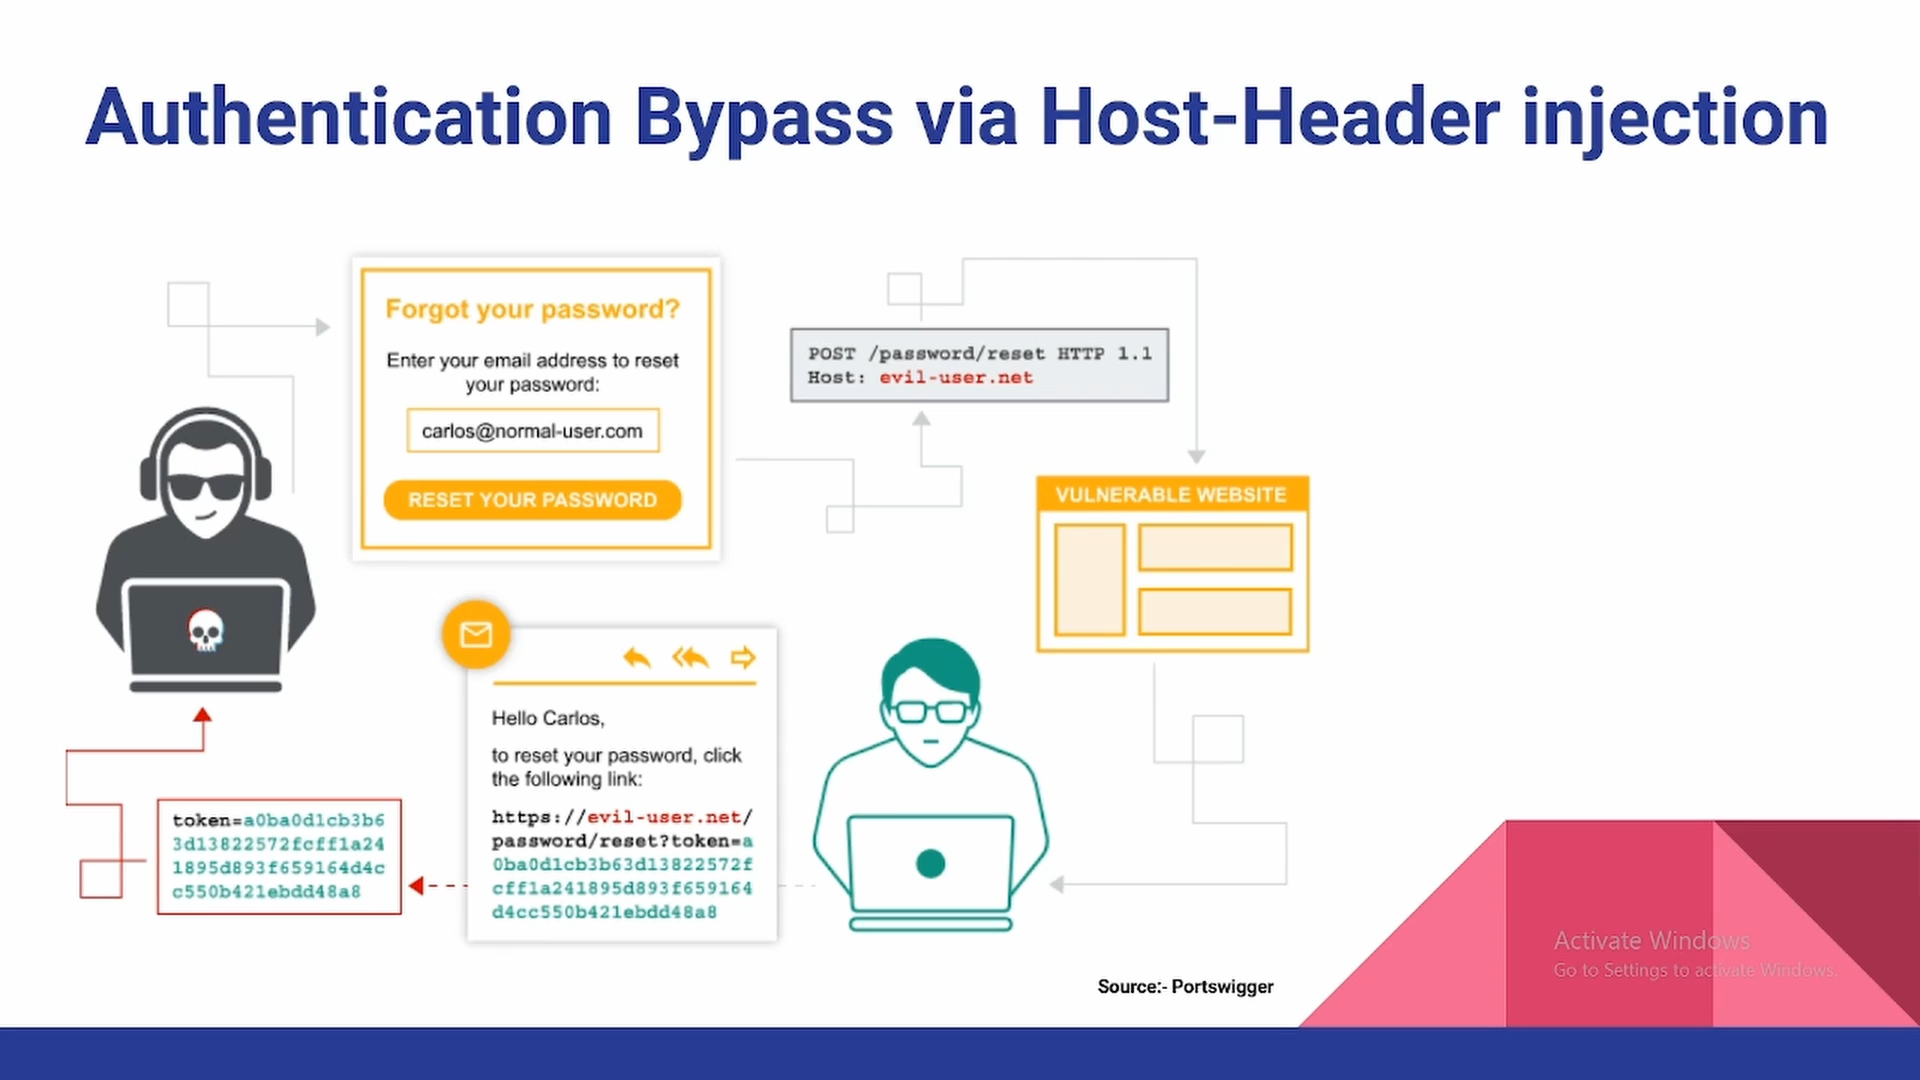 Authentication Bypass via Host-Header injection
Forgot your password?
Enter your email address to reset
your password:
carlos@normal-user.com
RESET YOUR PASSWORD
POST /password/reset HTTP 1.1
Host: evil-user.net
VULNERABLE WEBSITE
Hello Carlos,
to reset your password, click
the following link:
https://evil-user.net/
password/reset?token=a
0ba0d1cb3b63d13822572f
cff1a241895d893f659164
d4cc550b421ebdd48a8
token=a0ba0d1cb3b6
3d13822572fcff1a24
1895d893f659164d4c
c550b421ebdd48a8
Source:- Portswigger
Activate Windows
Go to Settings to activate Windows.